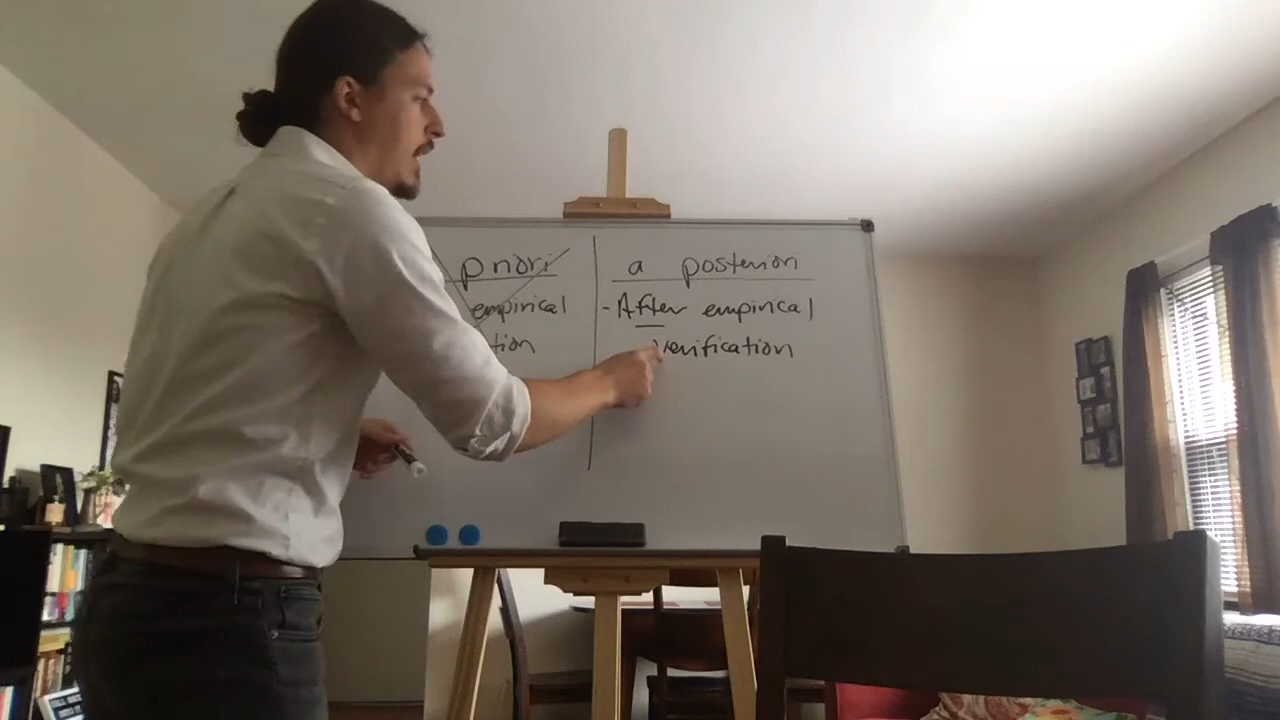 priori
empirical
tion
a posteriori
- After empirical
verification